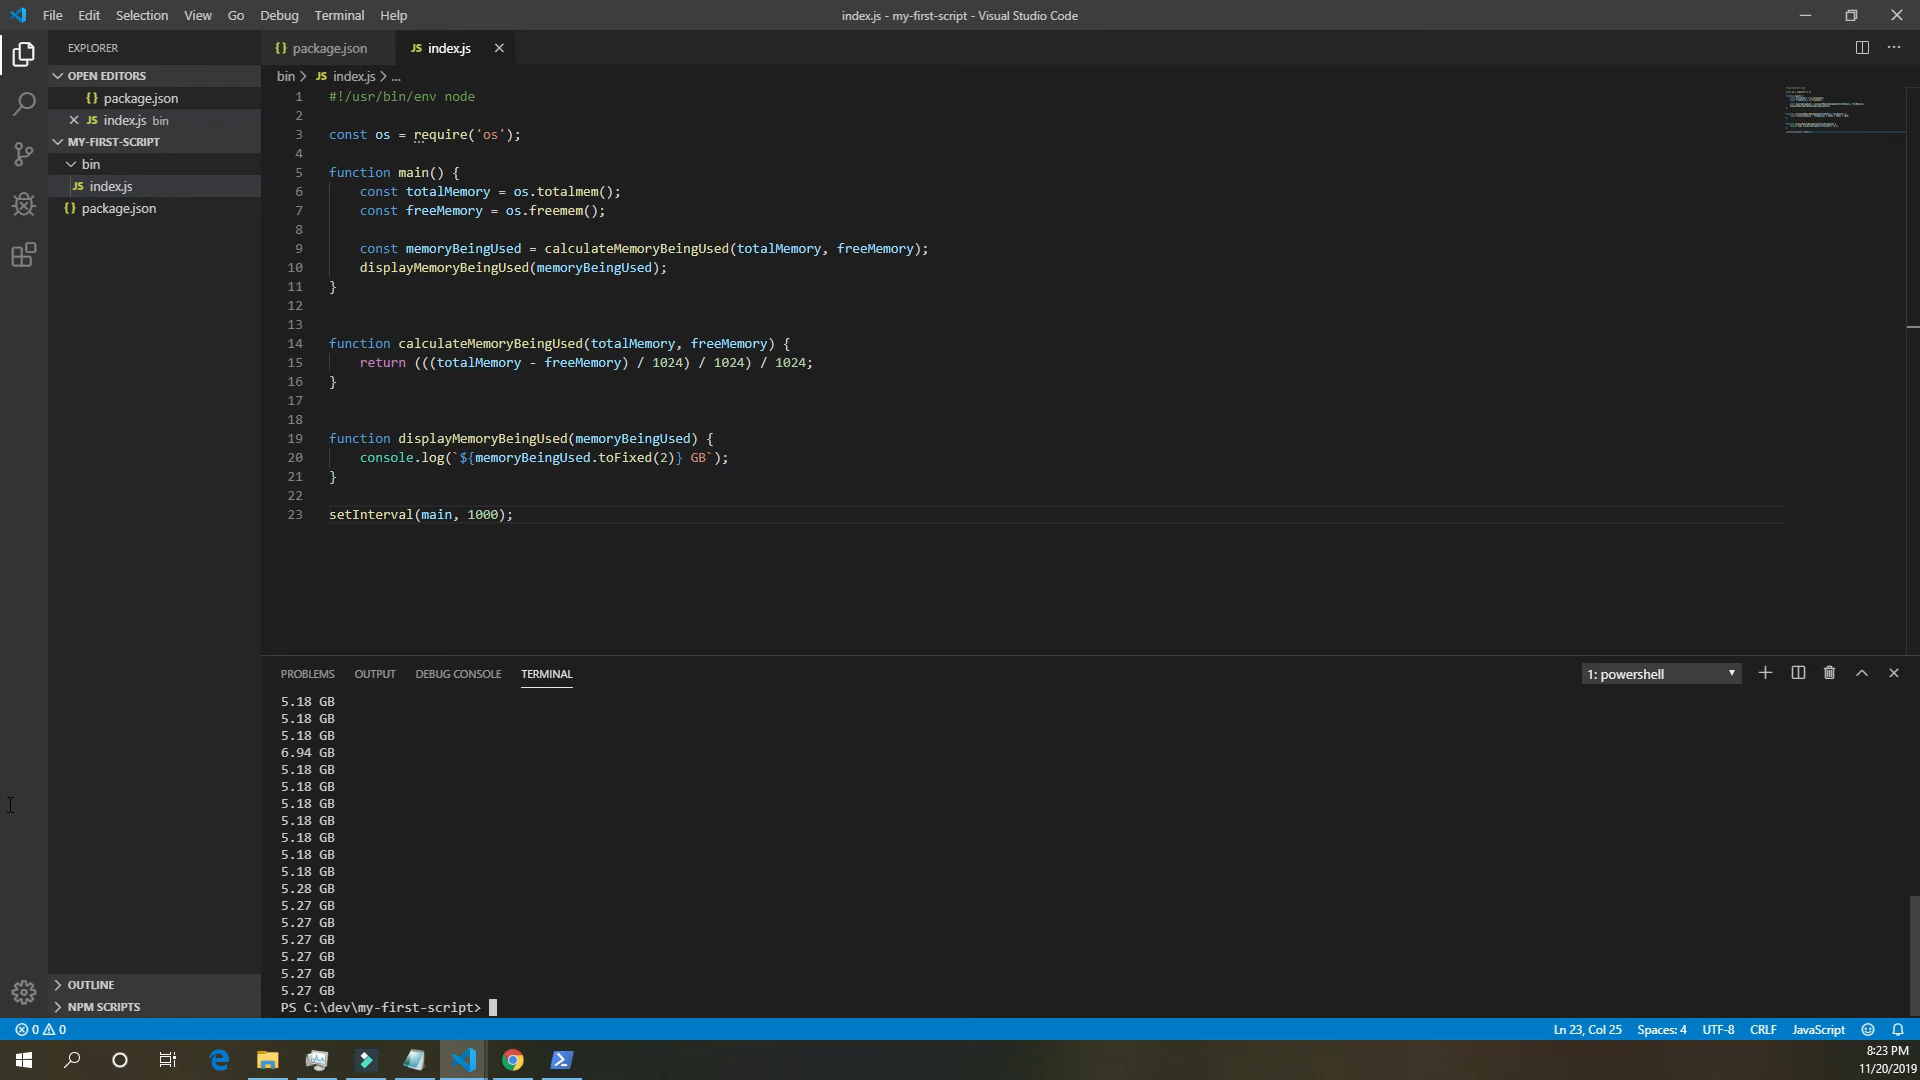 File Edit Selection View Go Debug Terminal Help
index.js - my-first-script - Visual Studio Code
EXPLORER
OPEN EDITORS
{} package.json
JS index.js bin
MY-FIRST-SCRIPT
bin
JS index.js
{} package.json
OUTLINE
NPM SCRIPTS
{} package.json
JS index.js
bin > JS index.js > ...
1 #!/usr/bin/env node
2
3 const os = require('os');
4
5 function main() {
6 const totalMemory = os.totalmem();
7 const freeMemory = os.freemem();
8
9 const memoryBeingUsed = calculateMemoryBeingUsed(totalMemory, freeMemory);
10 displayMemoryBeingUsed(memoryBeingUsed);
11 }
12
13
14 function calculateMemoryBeingUsed(totalMemory, freeMemory) {
15 return (((totalMemory - freeMemory) / 1024) / 1024) / 1024;
16 }
17
18
19 function displayMemoryBeingUsed(memoryBeingUsed) {
20 console.log(`${memoryBeingUsed.toFixed(2)} GB`);
21 }
22
23 setInterval(main, 1000);
PROBLEMS OUTPUT DEBUG CONSOLE TERMINAL
1: powershell
5.18 GB
5.18 GB
5.18 GB
6.94 GB
5.18 GB
5.18 GB
5.18 GB
5.18 GB
5.18 GB
5.18 GB
5.18 GB
5.28 GB
5.27 GB
5.27 GB
5.27 GB
5.27 GB
5.27 GB
5.27 GB
PS C:\dev\my-first-script>
0 0
Ln 23, Col 25 Spaces: 4 UTF-8 CRLF JavaScript
8:23 PM
11/20/2019